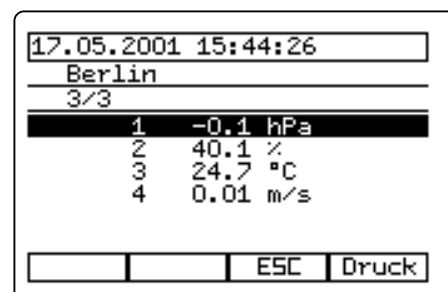 17.05.2001 15:44:26
Berlin
3/3
1 -0.1 hPa
2 40.1 %
3 24.7 °C
4 0.01 m/s
ESC Druck